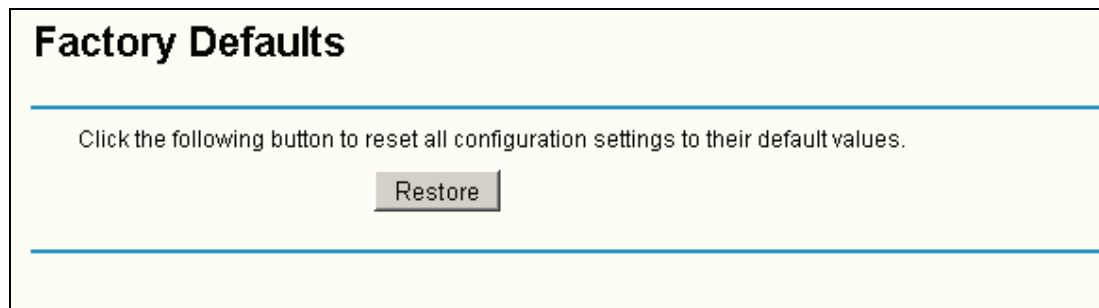 Factory Defaults
Click the following button to reset all configuration settings to their default values.
Restore